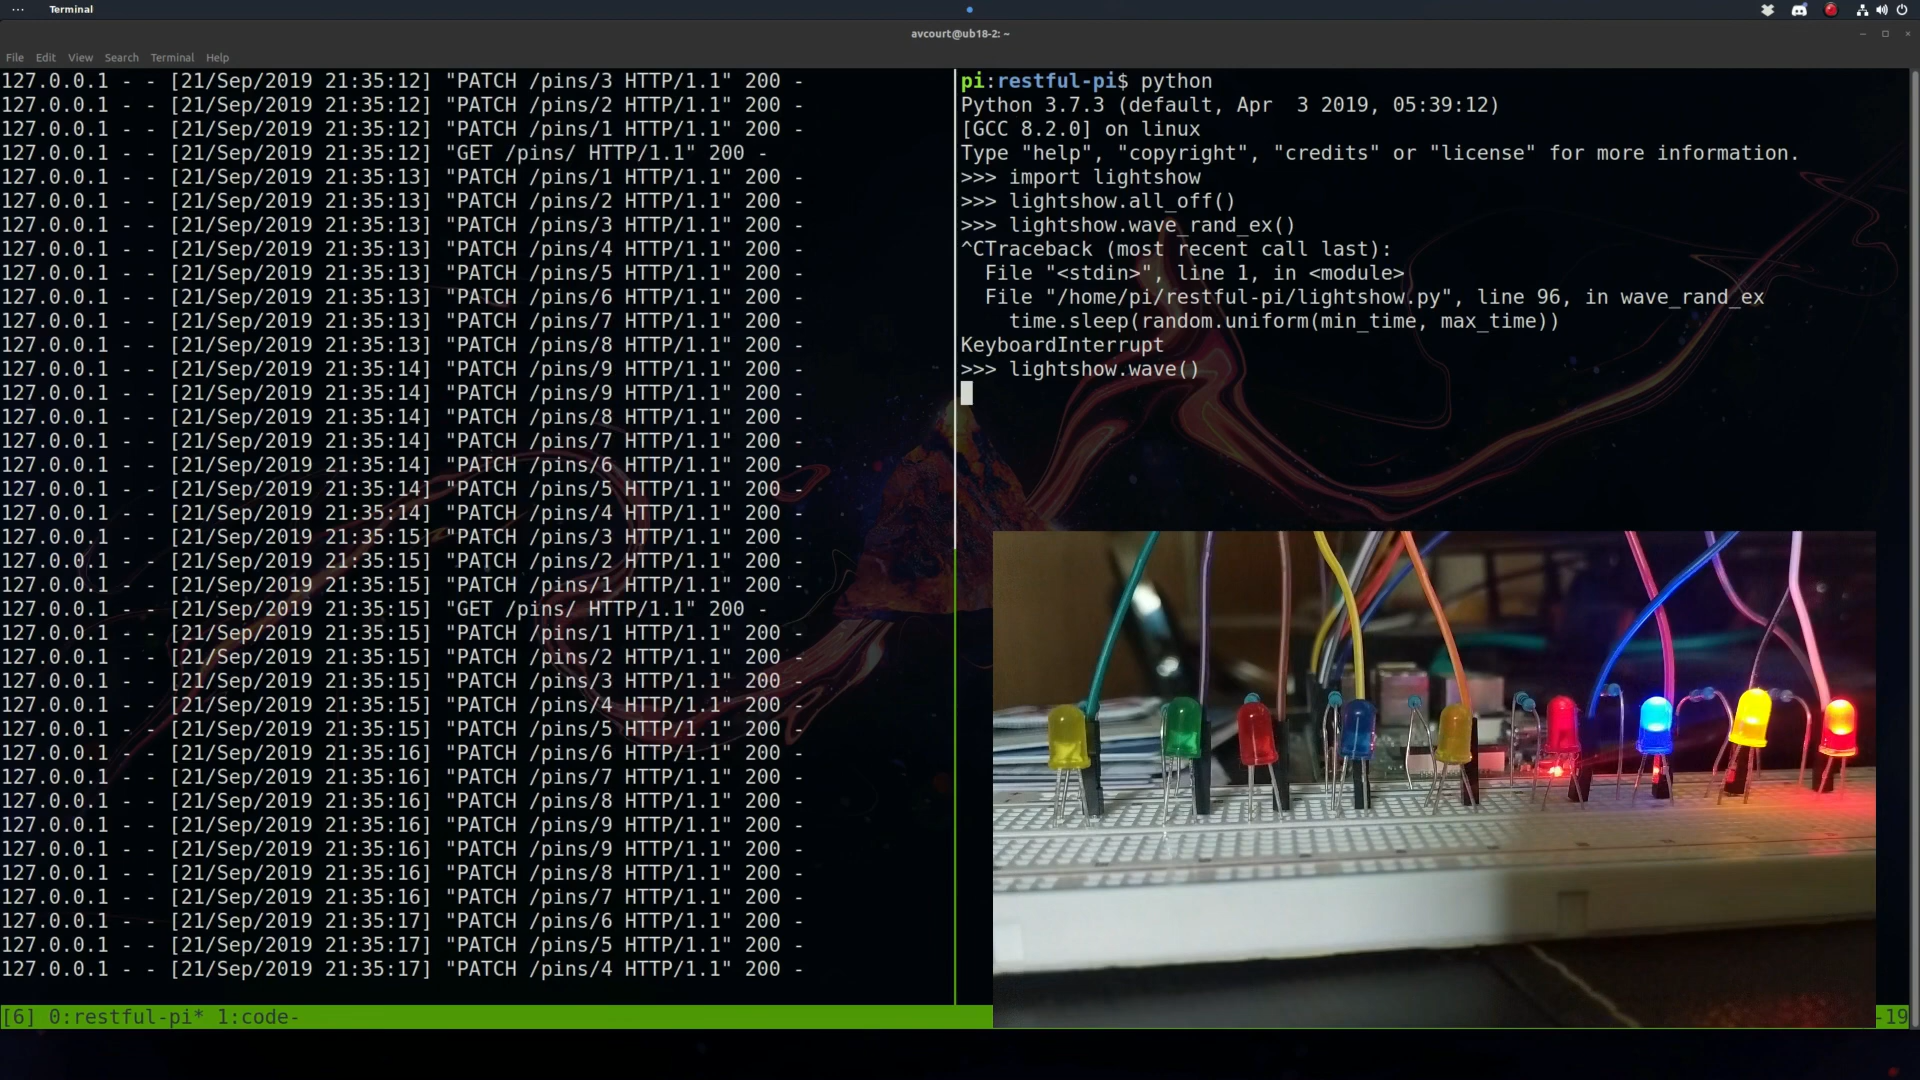 Terminal
avcourt@ub18-2: ~
File Edit View Search Terminal Help
127.0.0.1 - - [21/Sep/2019 21:35:12] "PATCH /pins/3 HTTP/1.1" 200 -
127.0.0.1 - - [21/Sep/2019 21:35:12] "PATCH /pins/2 HTTP/1.1" 200 -
127.0.0.1 - - [21/Sep/2019 21:35:12] "PATCH /pins/1 HTTP/1.1" 200 -
127.0.0.1 - - [21/Sep/2019 21:35:12] "GET /pins/ HTTP/1.1" 200 -
127.0.0.1 - - [21/Sep/2019 21:35:13] "PATCH /pins/1 HTTP/1.1" 200 -
127.0.0.1 - - [21/Sep/2019 21:35:13] "PATCH /pins/2 HTTP/1.1" 200 -
127.0.0.1 - - [21/Sep/2019 21:35:13] "PATCH /pins/3 HTTP/1.1" 200 -
127.0.0.1 - - [21/Sep/2019 21:35:13] "PATCH /pins/4 HTTP/1.1" 200 -
127.0.0.1 - - [21/Sep/2019 21:35:13] "PATCH /pins/5 HTTP/1.1" 200 -
127.0.0.1 - - [21/Sep/2019 21:35:13] "PATCH /pins/6 HTTP/1.1" 200 -
127.0.0.1 - - [21/Sep/2019 21:35:13] "PATCH /pins/7 HTTP/1.1" 200 -
127.0.0.1 - - [21/Sep/2019 21:35:13] "PATCH /pins/8 HTTP/1.1" 200 -
127.0.0.1 - - [21/Sep/2019 21:35:14] "PATCH /pins/9 HTTP/1.1" 200 -
127.0.0.1 - - [21/Sep/2019 21:35:14] "PATCH /pins/9 HTTP/1.1" 200 -
127.0.0.1 - - [21/Sep/2019 21:35:14] "PATCH /pins/8 HTTP/1.1" 200 -
127.0.0.1 - - [21/Sep/2019 21:35:14] "PATCH /pins/7 HTTP/1.1" 200 -
127.0.0.1 - - [21/Sep/2019 21:35:14] "PATCH /pins/6 HTTP/1.1" 200 -
127.0.0.1 - - [21/Sep/2019 21:35:14] "PATCH /pins/5 HTTP/1.1" 200 -
127.0.0.1 - - [21/Sep/2019 21:35:14] "PATCH /pins/4 HTTP/1.1" 200 -
127.0.0.1 - - [21/Sep/2019 21:35:15] "PATCH /pins/3 HTTP/1.1" 200 -
127.0.0.1 - - [21/Sep/2019 21:35:15] "PATCH /pins/2 HTTP/1.1" 200 -
127.0.0.1 - - [21/Sep/2019 21:35:15] "PATCH /pins/1 HTTP/1.1" 200 -
127.0.0.1 - - [21/Sep/2019 21:35:15] "GET /pins/ HTTP/1.1" 200 -
127.0.0.1 - - [21/Sep/2019 21:35:15] "PATCH /pins/1 HTTP/1.1" 200 -
127.0.0.1 - - [21/Sep/2019 21:35:15] "PATCH /pins/2 HTTP/1.1" 200 -
127.0.0.1 - - [21/Sep/2019 21:35:15] "PATCH /pins/3 HTTP/1.1" 200 -
127.0.0.1 - - [21/Sep/2019 21:35:15] "PATCH /pins/4 HTTP/1.1" 200 -
127.0.0.1 - - [21/Sep/2019 21:35:15] "PATCH /pins/5 HTTP/1.1" 200 -
127.0.0.1 - - [21/Sep/2019 21:35:16] "PATCH /pins/6 HTTP/1.1" 200 -
127.0.0.1 - - [21/Sep/2019 21:35:16] "PATCH /pins/7 HTTP/1.1" 200 -
127.0.0.1 - - [21/Sep/2019 21:35:16] "PATCH /pins/8 HTTP/1.1" 200 -
127.0.0.1 - - [21/Sep/2019 21:35:16] "PATCH /pins/9 HTTP/1.1" 200 -
127.0.0.1 - - [21/Sep/2019 21:35:16] "PATCH /pins/9 HTTP/1.1" 200 -
127.0.0.1 - - [21/Sep/2019 21:35:16] "PATCH /pins/8 HTTP/1.1" 200 -
127.0.0.1 - - [21/Sep/2019 21:35:16] "PATCH /pins/7 HTTP/1.1" 200 -
127.0.0.1 - - [21/Sep/2019 21:35:17] "PATCH /pins/6 HTTP/1.1" 200 -
127.0.0.1 - - [21/Sep/2019 21:35:17] "PATCH /pins/5 HTTP/1.1" 200 -
127.0.0.1 - - [21/Sep/2019 21:35:17] "PATCH /pins/4 HTTP/1.1" 200 -
pi:restful-pi$ python
Python 3.7.3 (default, Apr  3 2019, 05:39:12)
[GCC 8.2.0] on linux
Type "help", "copyright", "credits" or "license" for more information.
>>> import lightshow
>>> lightshow.all_off()
>>> lightshow.wave_rand_ex()
^CTraceback (most recent call last):
  File "<stdin>", line 1, in <module>
  File "/home/pi/restful-pi/lightshow.py", line 96, in wave_rand_ex
    time.sleep(random.uniform(min_time, max_time))
KeyboardInterrupt
>>> lightshow.wave()
[6] 0:restful-pi* 1:code-
-19